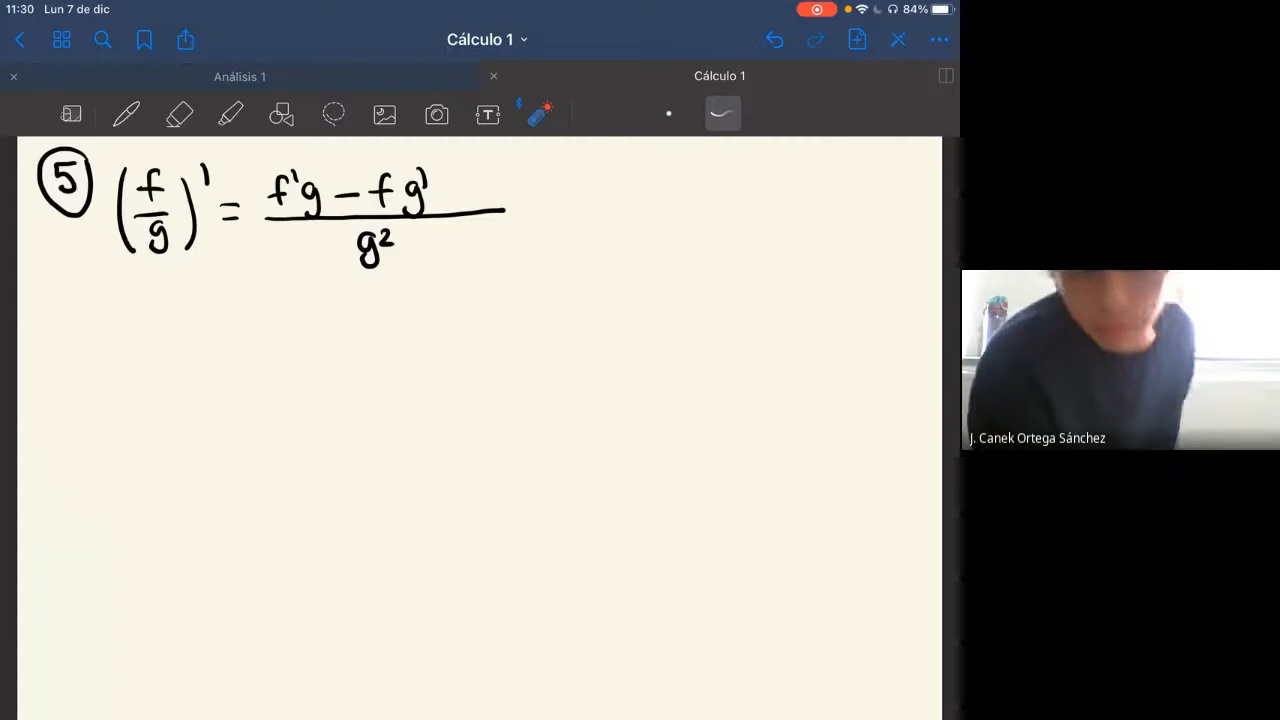 11:30 Lun 7 de dic
84%
Cálculo 1
Análisis 1
Cálculo 1
T
5 (f/g)' = (f'g - fg')/g²
J. Canek Ortega Sánchez